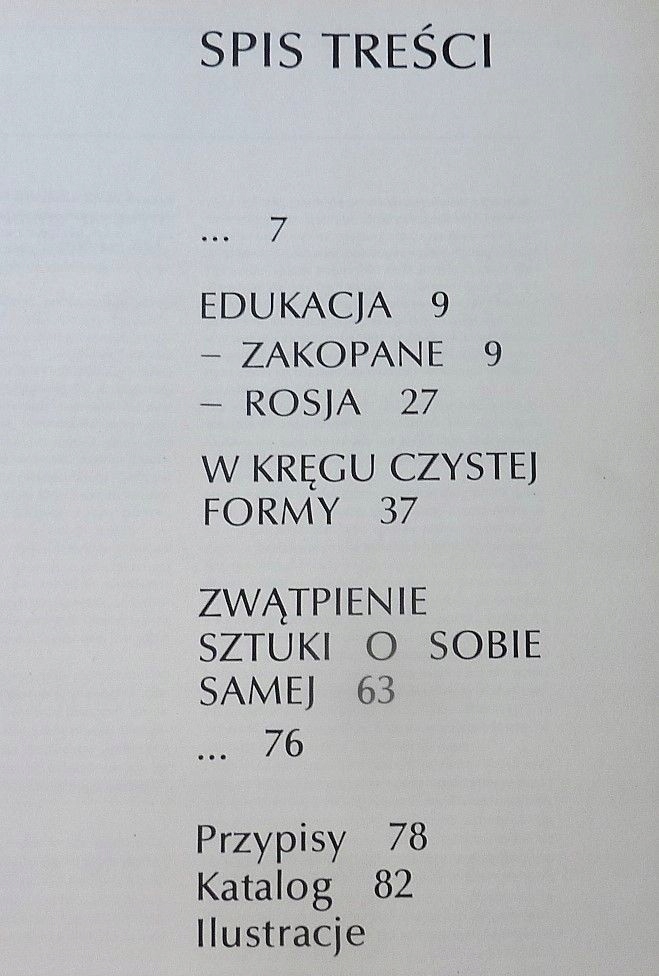 SPIS TREŚCI
... 7
EDUKACJA 9
– ZAKOPANE 9
– ROSJA 27
W KRĘGU CZYSTEJ
FORMY 37
ZWĄTPIENIE
SZTUKI O SOBIE
SAMEJ 63
... 76
Przypisy 78
Katalog 82
Ilustracje